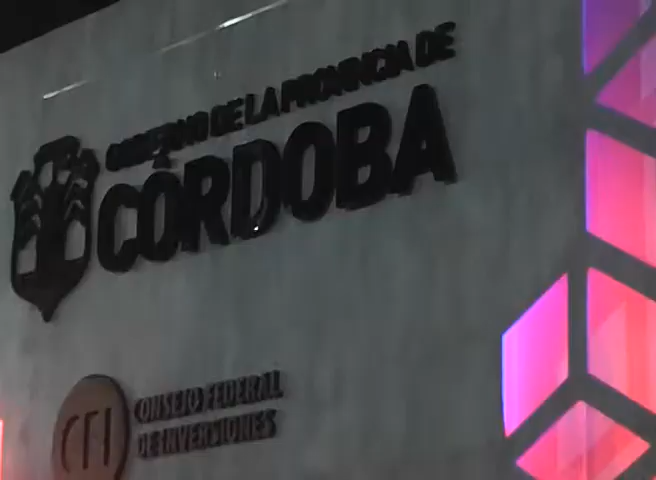 GOBIERNO DE LA PROVINCIA DE
CÓRDOBA
CFI
CONSEJO FEDERAL
DE INVERSIONES